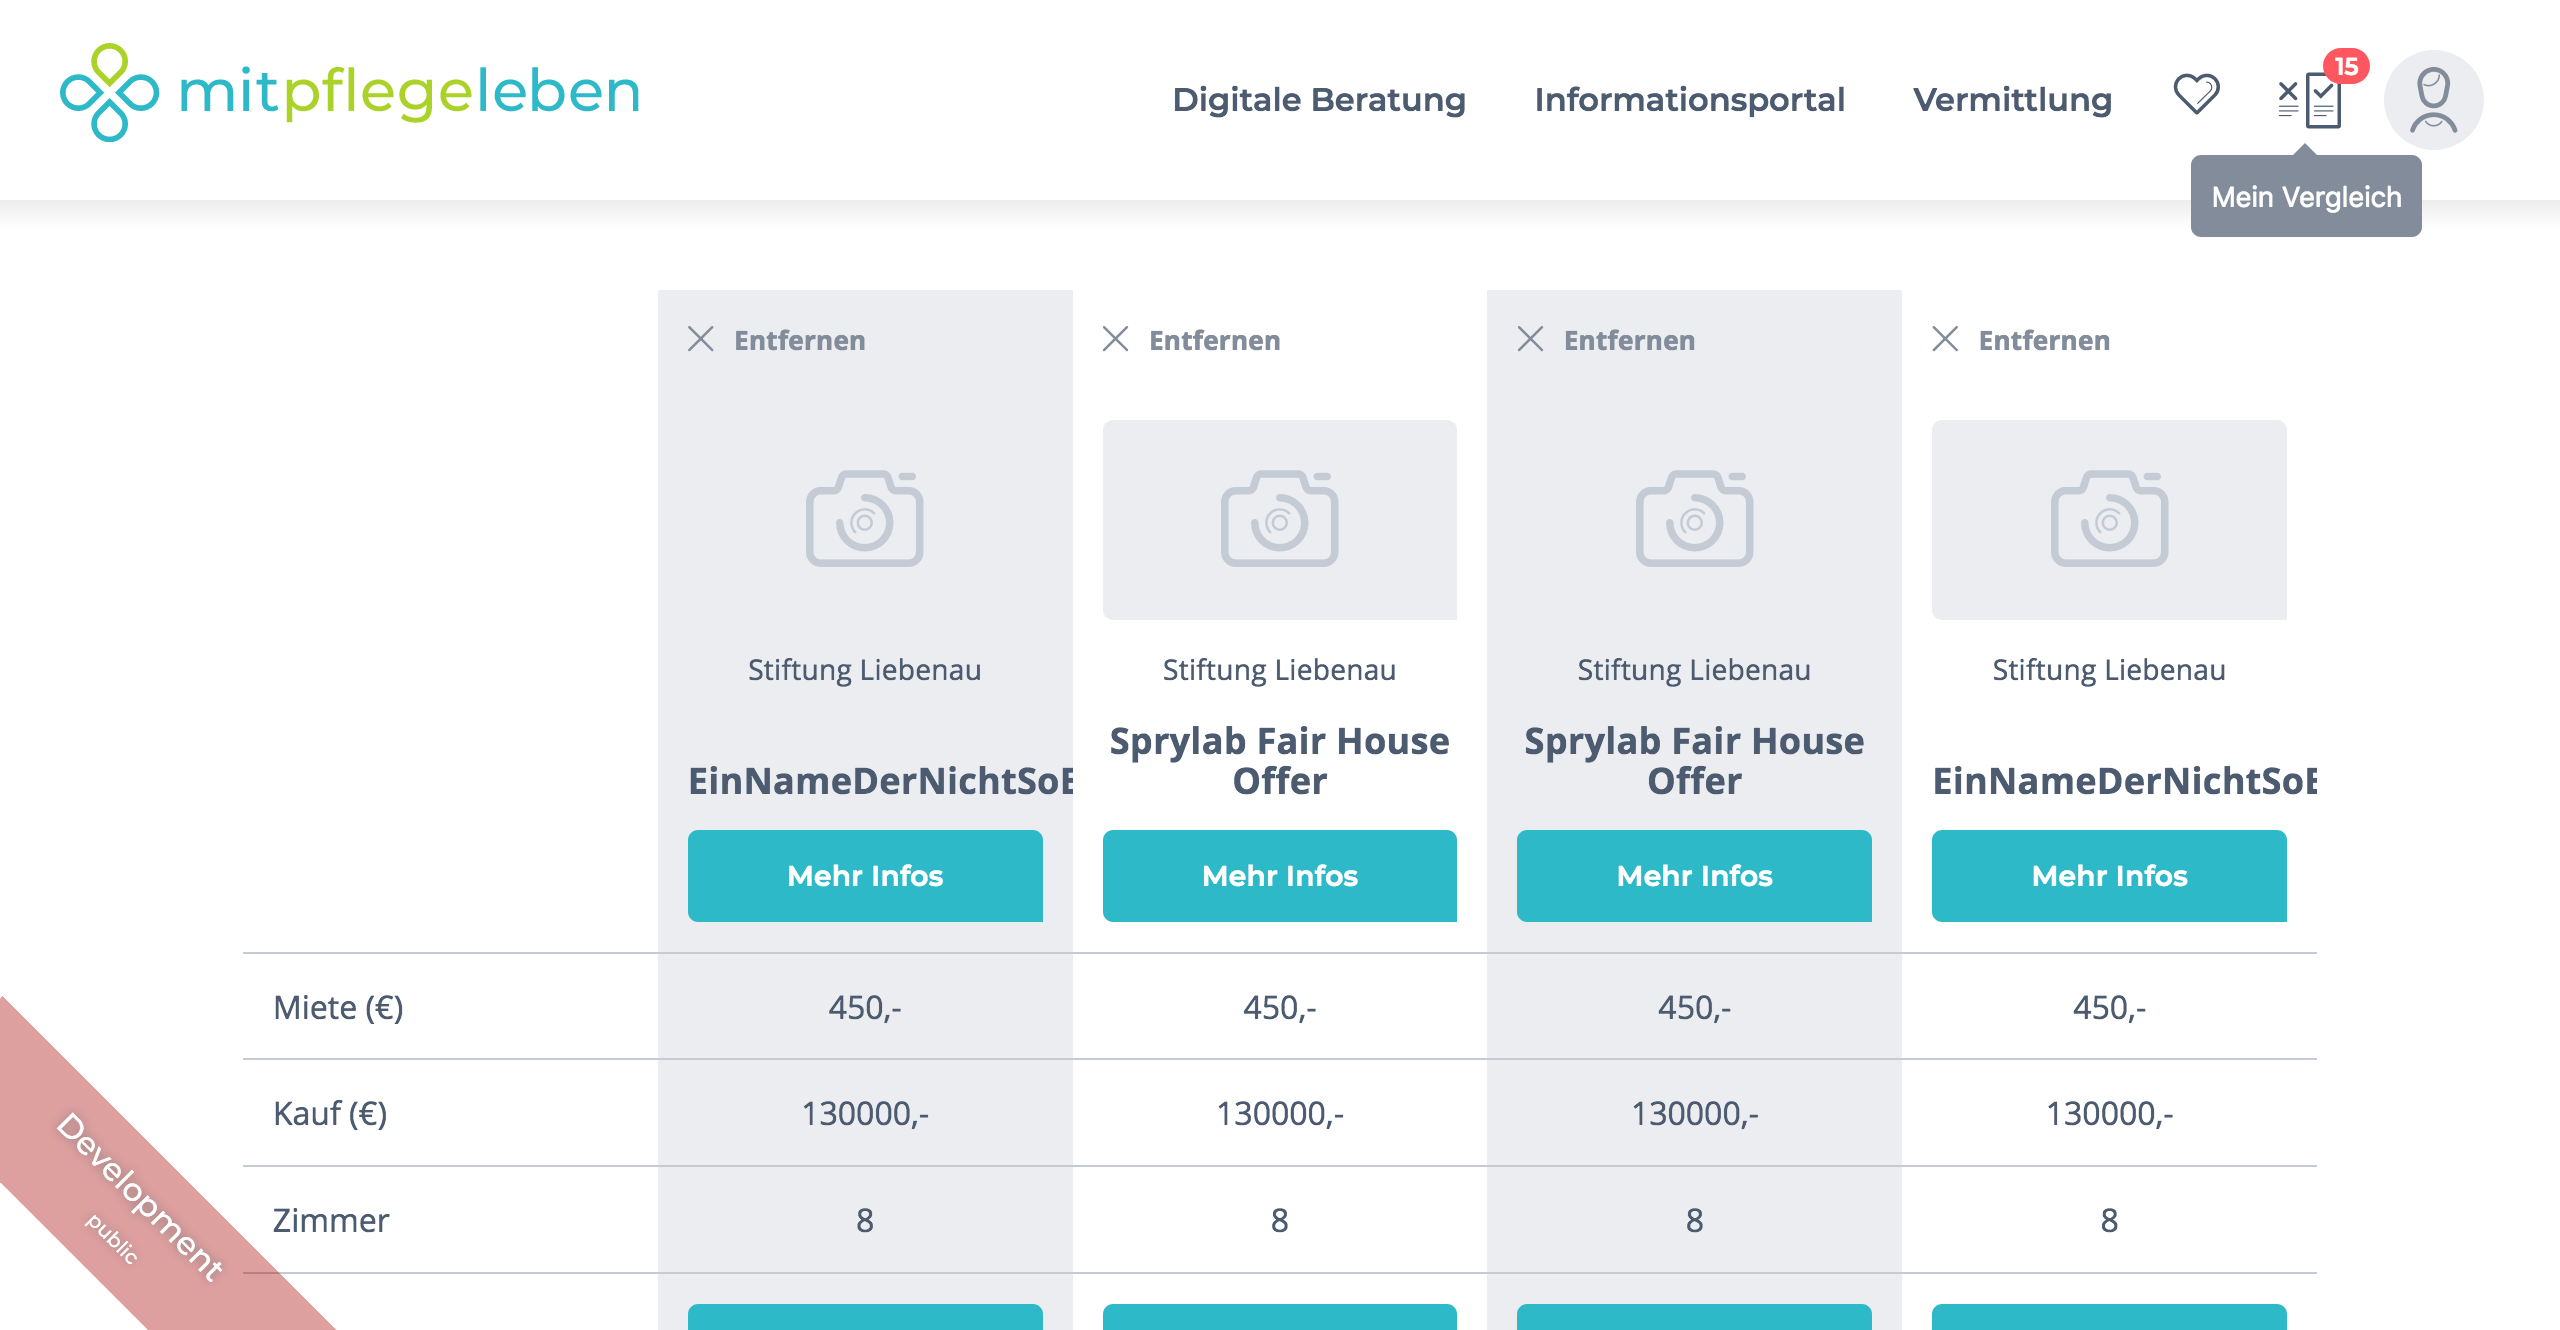 mitpflegeleben
Digitale Beratung Informationsportal Vermittlung 15
Mein Vergleich
Entfernen Entfernen Entfernen Entfernen
Stiftung Liebenau Stiftung Liebenau Stiftung Liebenau Stiftung Liebenau
Sprylab Fair House Sprylab Fair House
EinNameDerNichtSoE Offer Offer EinNameDerNichtSoE
Mehr Infos Mehr Infos Mehr Infos Mehr Infos
Miete (€) 450,- 450,- 450,- 450,-
Kauf (€) 130000,- 130000,- 130000,- 130000,-
Zimmer 8 8 8 8
Development
public